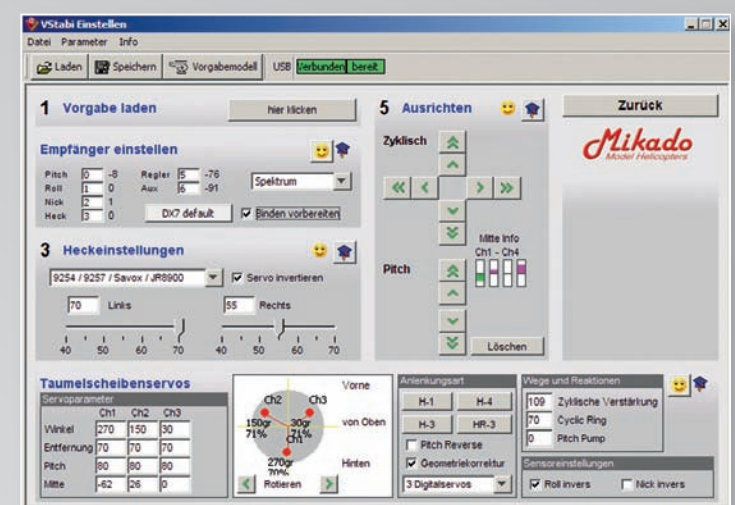 VStabi Einstellen
Datei Parameter Info
Laden Speichern Vorgabemodell USB Verbunden bereit
1 Vorgabe laden hier klicken
Empfänger einstellen
Pitch 0 -8 Regler 5 -76
Roll 1 0 Aux 6 -91
Nick 2 1
Heck 3 0
Spektrum
DX7 default Binden vorbereiten
3 Heckeinstellungen
9254 / 9257 / Savox / JR8900 Servo invertieren
70 Links 55 Rechts
40 50 60 70 40 50 60 70
5 Ausrichten
Zyklisch
Mitte Info
Ch1 - Ch4
Pitch
Löschen
Zurück
Mikado
Model Helicopters
Taumelscheibenservos
Servoparameter
Ch1 Ch2 Ch3
Winkel 270 150 30
Entfernung 70 70 70
Pitch 80 80 80
Mitte -62 26 0
Vorne
Ch2 Ch3
150gr 30gr von Oben
71% 71%
Ch1
270gr Hinten
70%
Rotieren
Anlenkungsart
H-1 H-4
H-3 HR-3
Pitch Reverse
Geometriekorrektur
3 Digitalservos
Wege und Reaktionen
109 Zyklische Verstärkung
70 Cyclic Ring
0 Pitch Pump
Sensoreinstellungen
Roll invers Nick invers